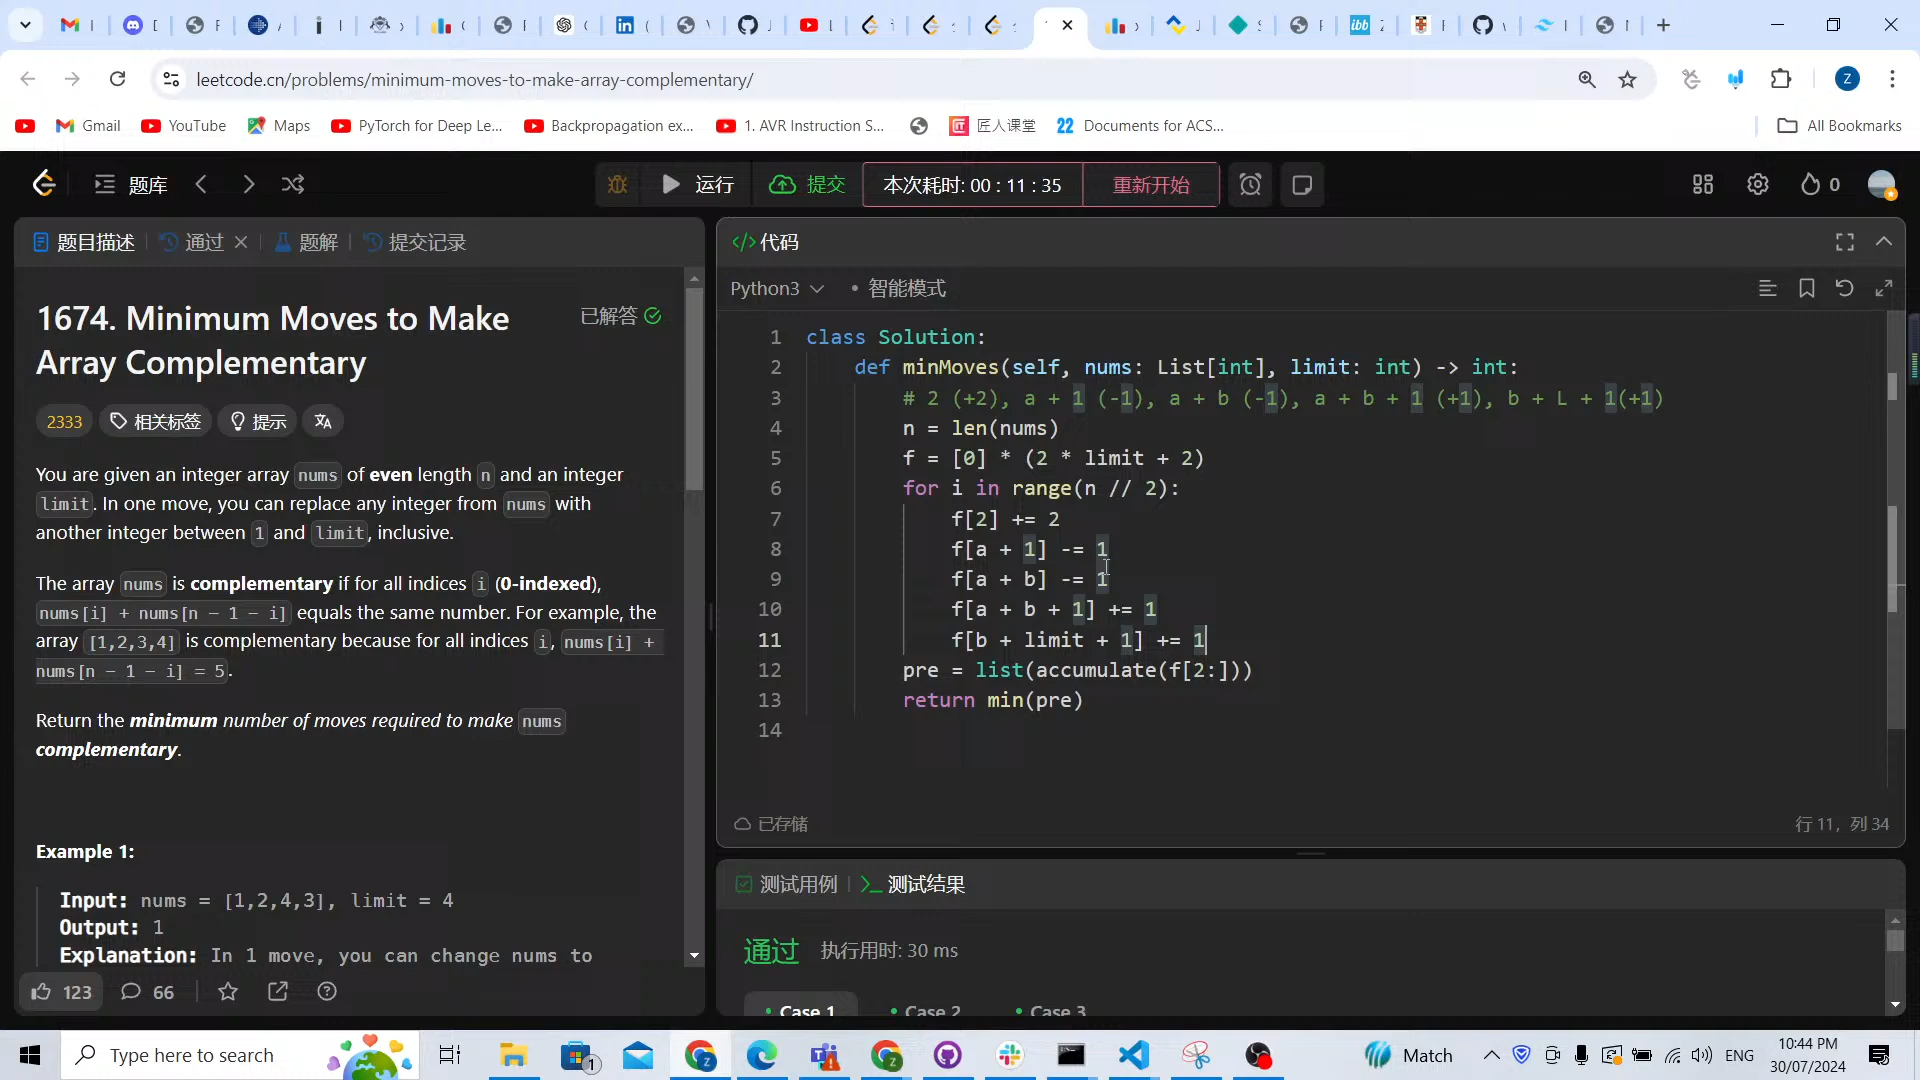 leetcode.cn/problems/minimum-moves-to-make-array-complementary/
Z
Gmail
YouTube
Maps
PyTorch for Deep Le...
Backpropagation ex...
1. AVR Instruction S...
匠人课堂
22 Documents for ACS...
All Bookmarks
题库
运行
提交
本次耗时: 00 : 11 : 35
重新开始
0
题目描述
通过
题解
提交记录
1674. Minimum Moves to Make
Array Complementary
已解答
2333
相关标签
提示
You are given an integer array nums of even length n and an integer
limit. In one move, you can replace any integer from nums with
another integer between 1 and limit, inclusive.
The array nums is complementary if for all indices i (0-indexed),
nums[i] + nums[n - 1 - i] equals the same number. For example, the
array [1,2,3,4] is complementary because for all indices i, nums[i] +
nums[n - 1 - i] = 5.
Return the minimum number of moves required to make nums
complementary.
Example 1:
Input: nums = [1,2,4,3], limit = 4
Output: 1
Explanation: In 1 move, you can change nums to
123
66
代码
Python3
• 智能模式
1 class Solution:
2 def minMoves(self, nums: List[int], limit: int) -> int:
3 # 2 (+2), a + 1 (-1), a + b (-1), a + b + 1 (+1), b + L + 1(+1)
4 n = len(nums)
5 f = [0] * (2 * limit + 2)
6 for i in range(n // 2):
7 f[2] += 2
8 f[a + 1] -= 1
9 f[a + b] -= 1
10 f[a + b + 1] += 1
11 f[b + limit + 1] += 1
12 pre = list(accumulate(f[2:]))
13 return min(pre)
14
已存储
行 11, 列 34
测试用例
测试结果
通过
执行用时: 30 ms
• Case 1
• Case 2
• Case 3
Type here to search
1
Match
ENG
10:44 PM
30/07/2024